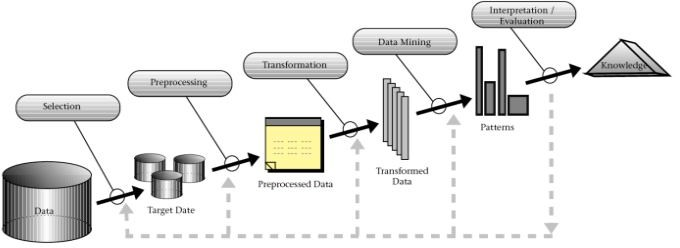 Interpretation /
Evaluation
Data Mining
Transformation
Preprocessing
Selection
Knowledge
Patterns
Transformed
Data
Preprocessed Data
Target Date
Data